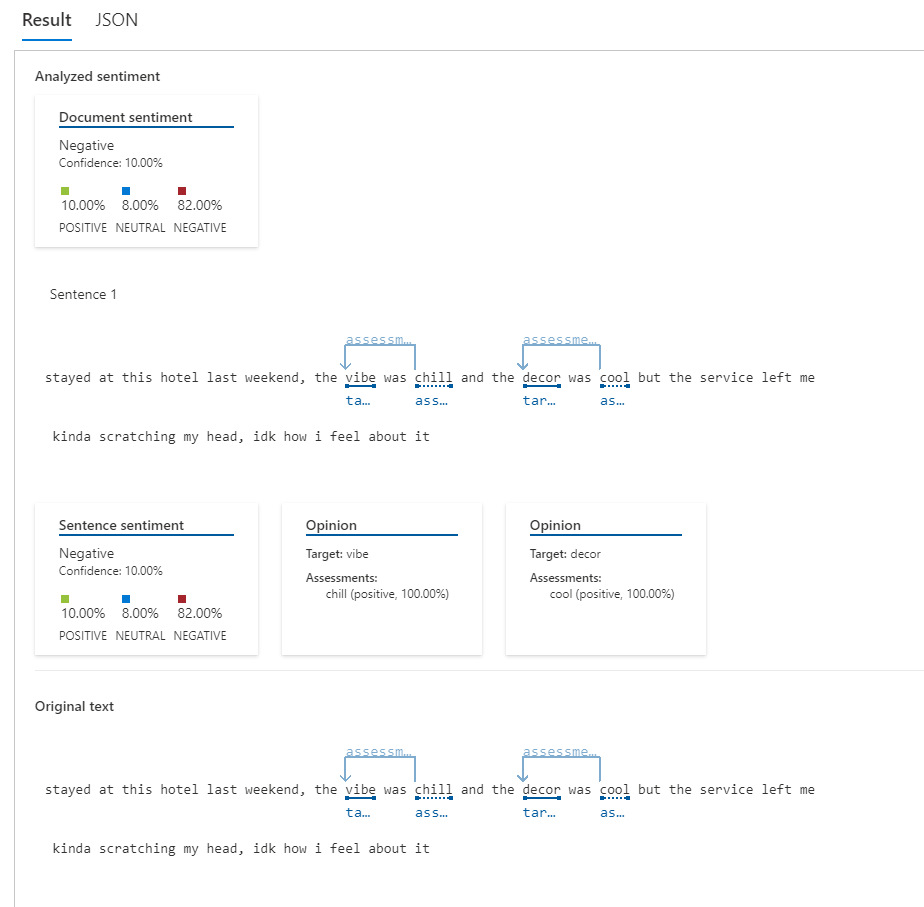 Result JSON
Analyzed sentiment
Document sentiment
Negative
Confidence: 10.00%
10.00% 8.00% 82.00%
POSITIVE NEUTRAL NEGATIVE
Sentence 1
assessm... assessme...
stayed at this hotel last weekend, the vibe was chill and the decor was cool but the service left me
ta... ass... tar... as...
kinda scratching my head, idk how i feel about it
Sentence sentiment
Negative
Confidence: 10.00%
10.00% 8.00% 82.00%
POSITIVE NEUTRAL NEGATIVE
Opinion
Target: vibe
Assessments:
chill (positive, 100.00%)
Opinion
Target: decor
Assessments:
cool (positive, 100.00%)
Original text
assessm... assessme...
stayed at this hotel last weekend, the vibe was chill and the decor was cool but the service left me
ta... ass... tar... as...
kinda scratching my head, idk how i feel about it